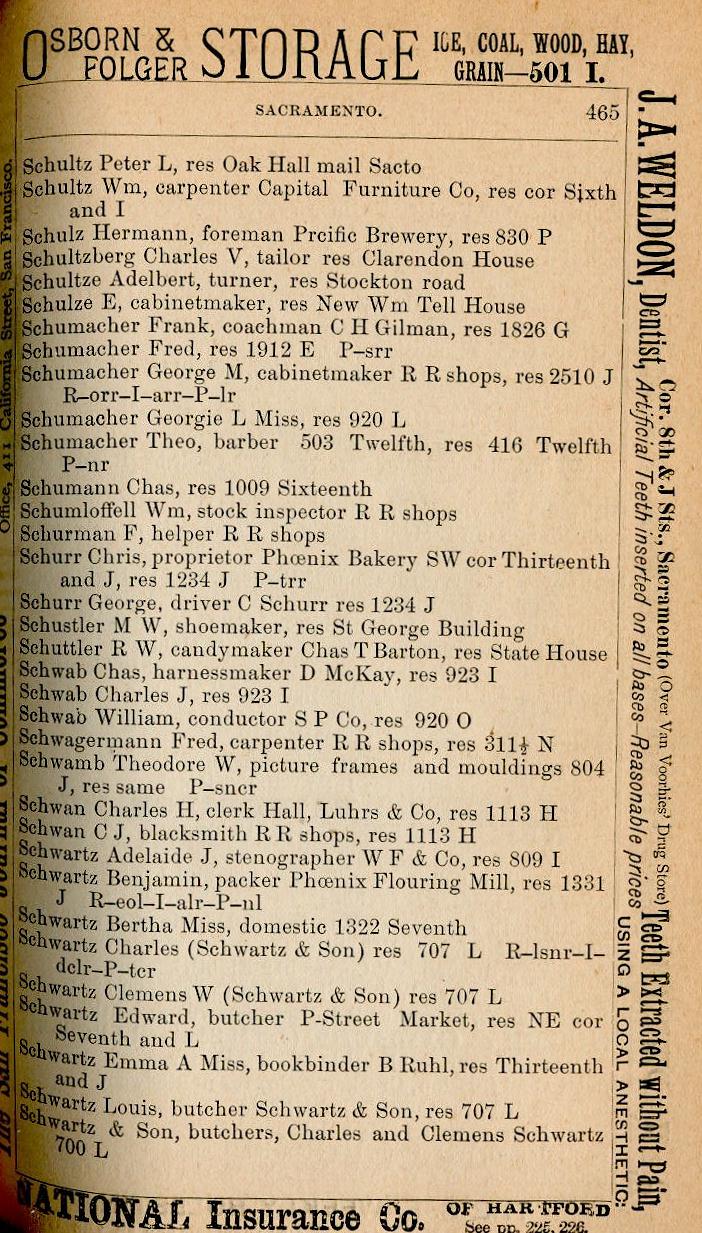 OSBORN & FOLGER STORAGE ICE, COAL, WOOD, HAY, GRAIN—501 I.
SACRAMENTO. 465
Schultz Peter L, res Oak Hall mail Sacto
Schultz Wm, carpenter Capital Furniture Co, res cor Sixth
and I
Schulz Hermann, foreman Prcific Brewery, res 830 P
Schultzberg Charles V, tailor res Clarendon House
Schultze Adelbert, turner, res Stockton road
Schulze E, cabinetmaker, res New Wm Tell House
Schumacher Frank, coachman C H Gilman, res 1826 G
Schumacher Fred, res 1912 E P–srr
Schumacher George M, cabinetmaker R R shops, res 2510 J
R–orr–I–arr–P–lr
Schumacher Georgie L Miss, res 920 L
Schumacher Theo, barber 503 Twelfth, res 416 Twelfth
P–nr
Schumann Chas, res 1009 Sixteenth
Schumloffell Wm, stock inspector R R shops
Schurman F, helper R R shops
Schurr Chris, proprietor Phœnix Bakery SW cor Thirteenth
and J, res 1234 J P–trr
Schurr George, driver C Schurr res 1234 J
Schustler M W, shoemaker, res St George Building
Schuttler R W, candymaker Chas T Barton, res State House
Schwab Chas, harnessmaker D McKay, res 923 I
Schwab Charles J, res 923 I
Schwab William, conductor S P Co, res 920 O
Schwagermann Fred, carpenter R R shops, res 311½ N
Schwamb Theodore W, picture frames and mouldings 804
J, res same P–sncr
Schwan Charles H, clerk Hall, Luhrs & Co, res 1113 H
Schwan C J, blacksmith R R shops, res 1113 H
Schwartz Adelaide J, stenographer W F & Co, res 809 I
Schwartz Benjamin, packer Phœnix Flouring Mill, res 1331
J R–eol–I–alr–P–nl
Schwartz Bertha Miss, domestic 1322 Seventh
Schwartz Charles (Schwartz & Son) res 707 L R–lsnr–I–
dclr–P–tcr
Schwartz Clemens W (Schwartz & Son) res 707 L
Schwartz Edward, butcher P-Street Market, res NE cor
Seventh and L
Schwartz Emma A Miss, bookbinder B Ruhl, res Thirteenth
and J
Schwartz Louis, butcher Schwartz & Son, res 707 L
Schwartz & Son, butchers, Charles and Clemens Schwartz
700 L
NATIONAL Insurance Co. OF HARTFORD
See pp. 225, 226.
J. A. WELDON, Dentist, Cor. 8th & J Sts., Sacramento (Over Van Voorhies' Drug Store) Teeth Extracted without Pain,
Artificial Teeth inserted on all bases—Reasonable prices USING A LOCAL ANESTHETIC.
Office, 411 California Street, San Francisco.
The San Francisco Journal of Commerce